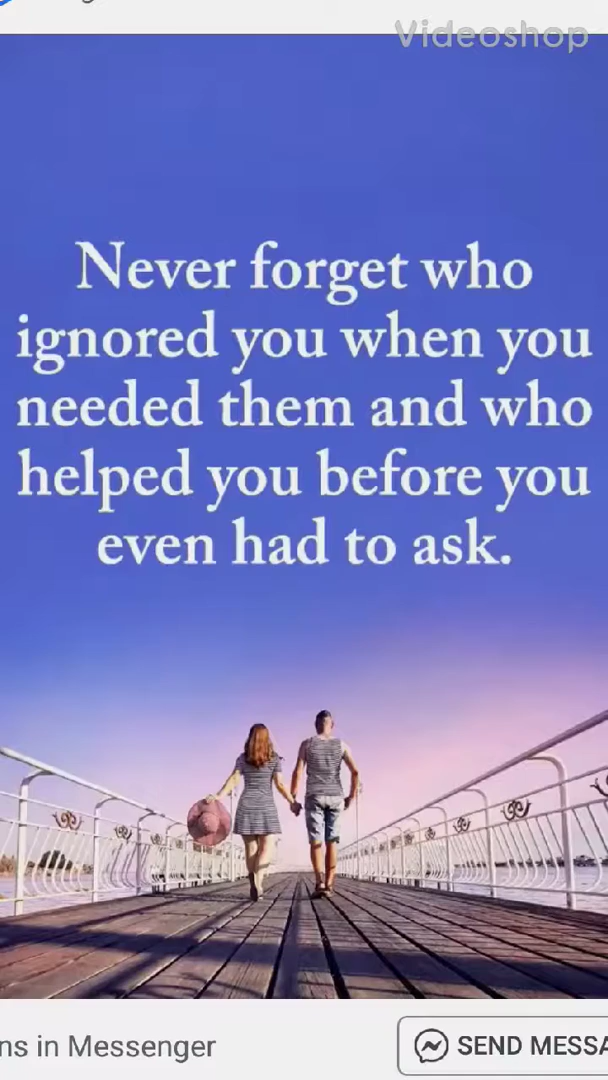 Videoshop
Never forget who
ignored you when you
needed them and who
helped you before you
even had to ask.
ns in Messenger
SEND MESSA